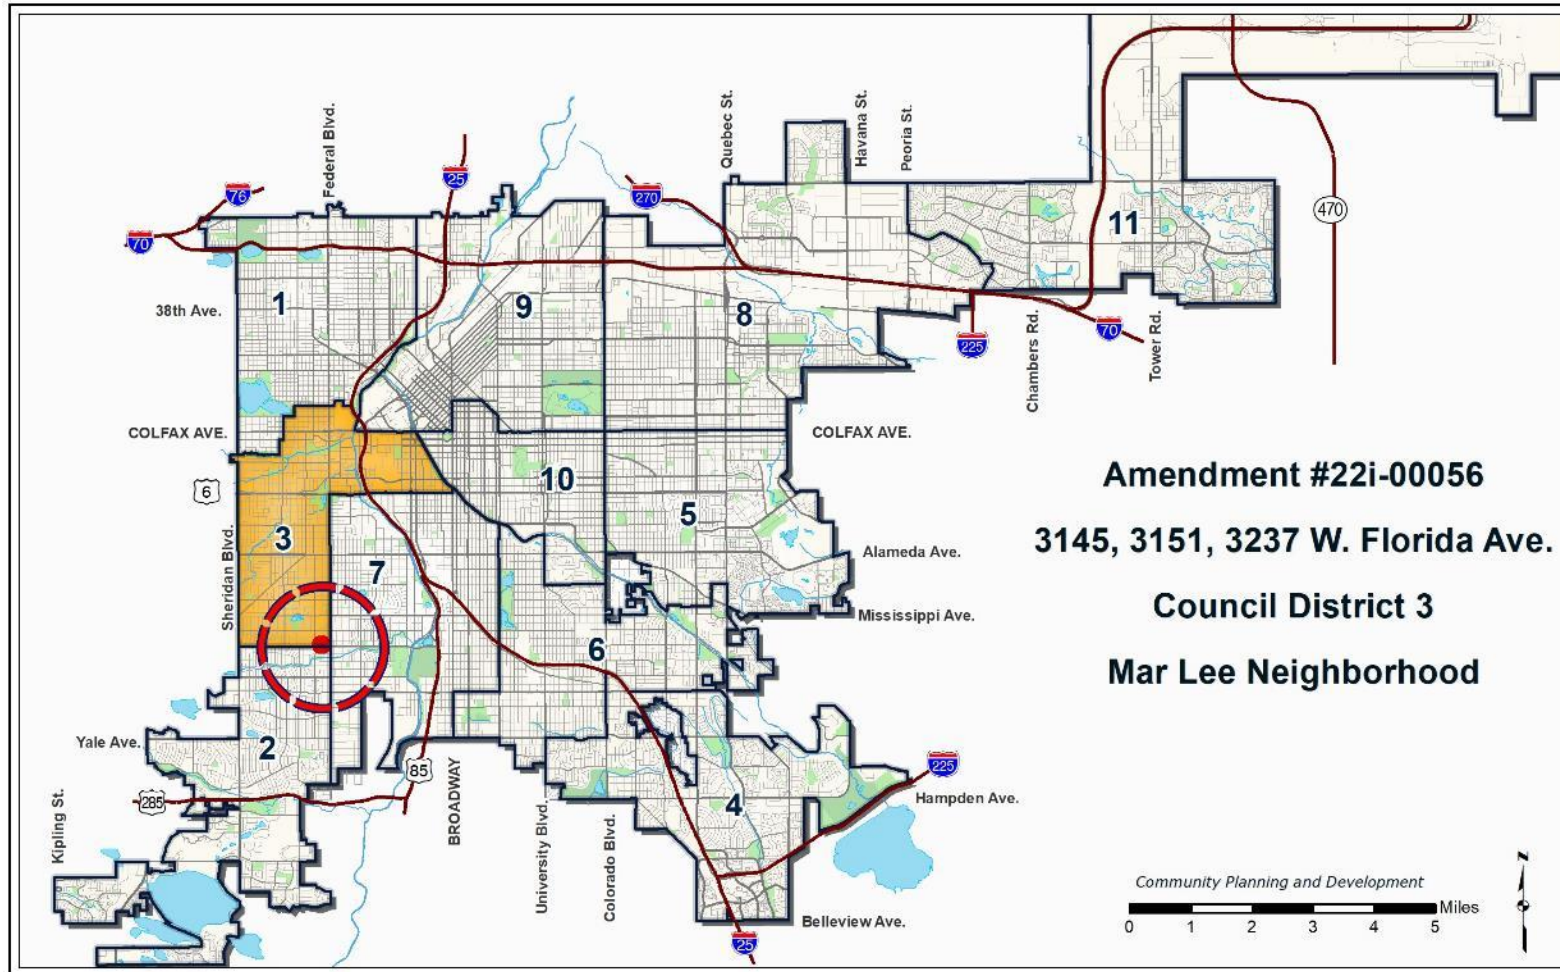 Federal Blvd.
Quebec St.
Havana St.
Peoria St.
76
25
270
70
470
11
1
9
8
38th Ave.
225
70
Chambers Rd.
Tower Rd.
COLFAX AVE.
COLFAX AVE.
6
10
5
3
7
Sheridan Blvd.
Alameda Ave.
Mississippi Ave.
6
Amendment #22i-00056
3145, 3151, 3237 W. Florida Ave.
Council District 3
Mar Lee Neighborhood
Yale Ave.
2
85
BROADWAY
225
285
Hampden Ave.
4
Kipling St.
University Blvd.
Colorado Blvd.
Belleview Ave.
25
Community Planning and Development
Miles
0 1 2 3 4 5
N